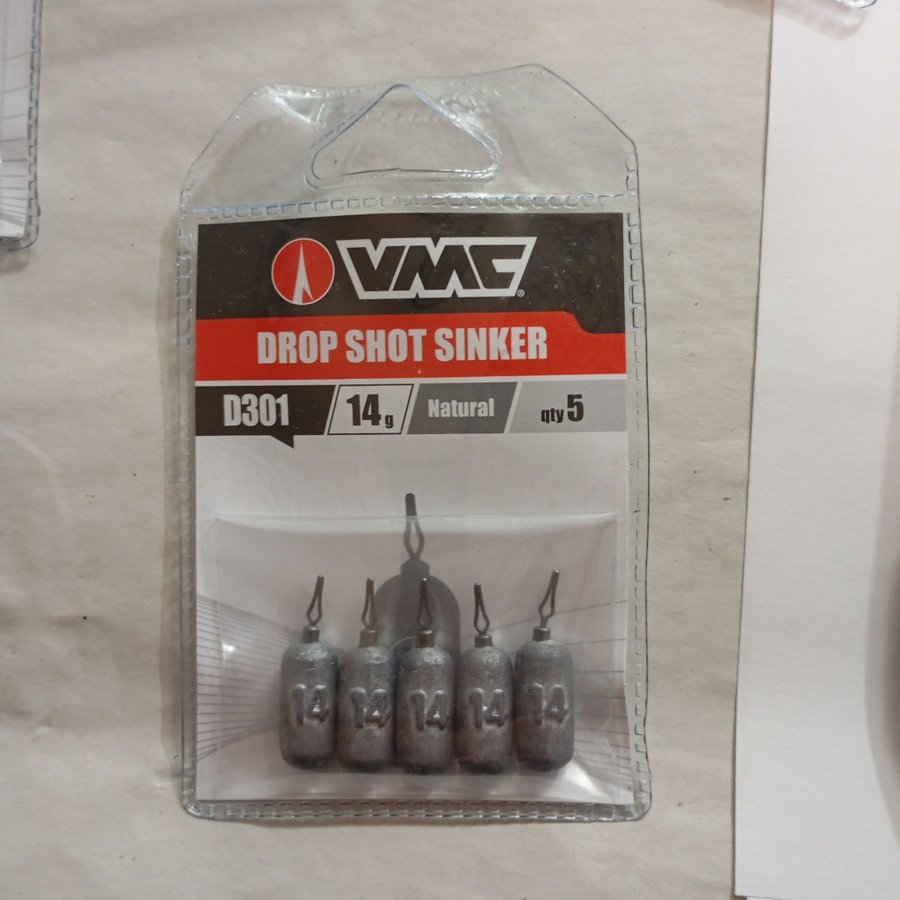 VMC®
DROP SHOT SINKER
D301 14g Natural qty 5
14 14 14 14 14